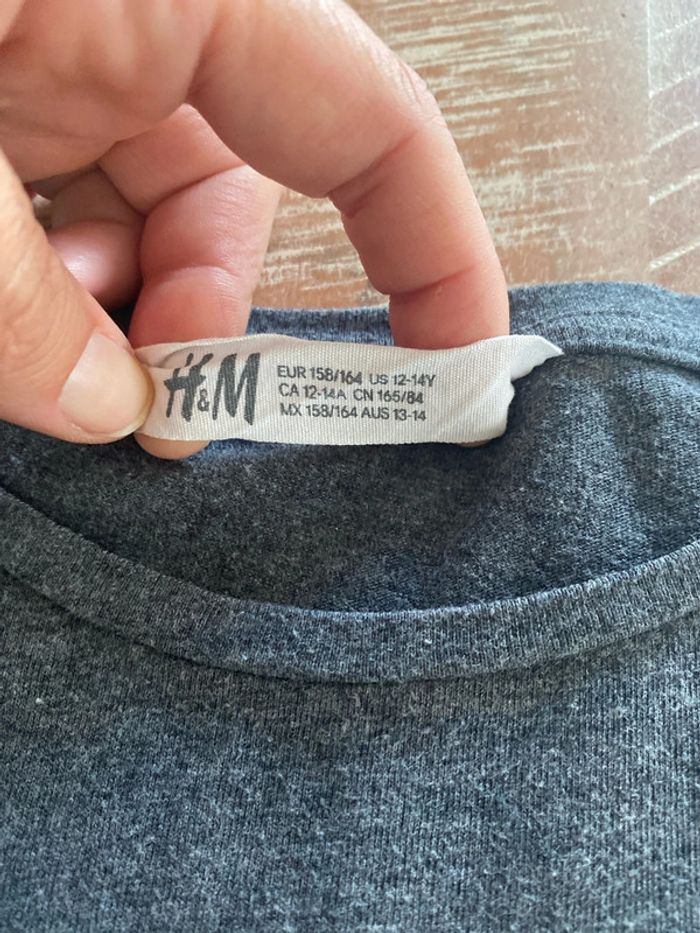 H&M
EUR 158/164 US 12-14Y
CA 12-14A CN 165/84
MX 158/164 AUS 13-14